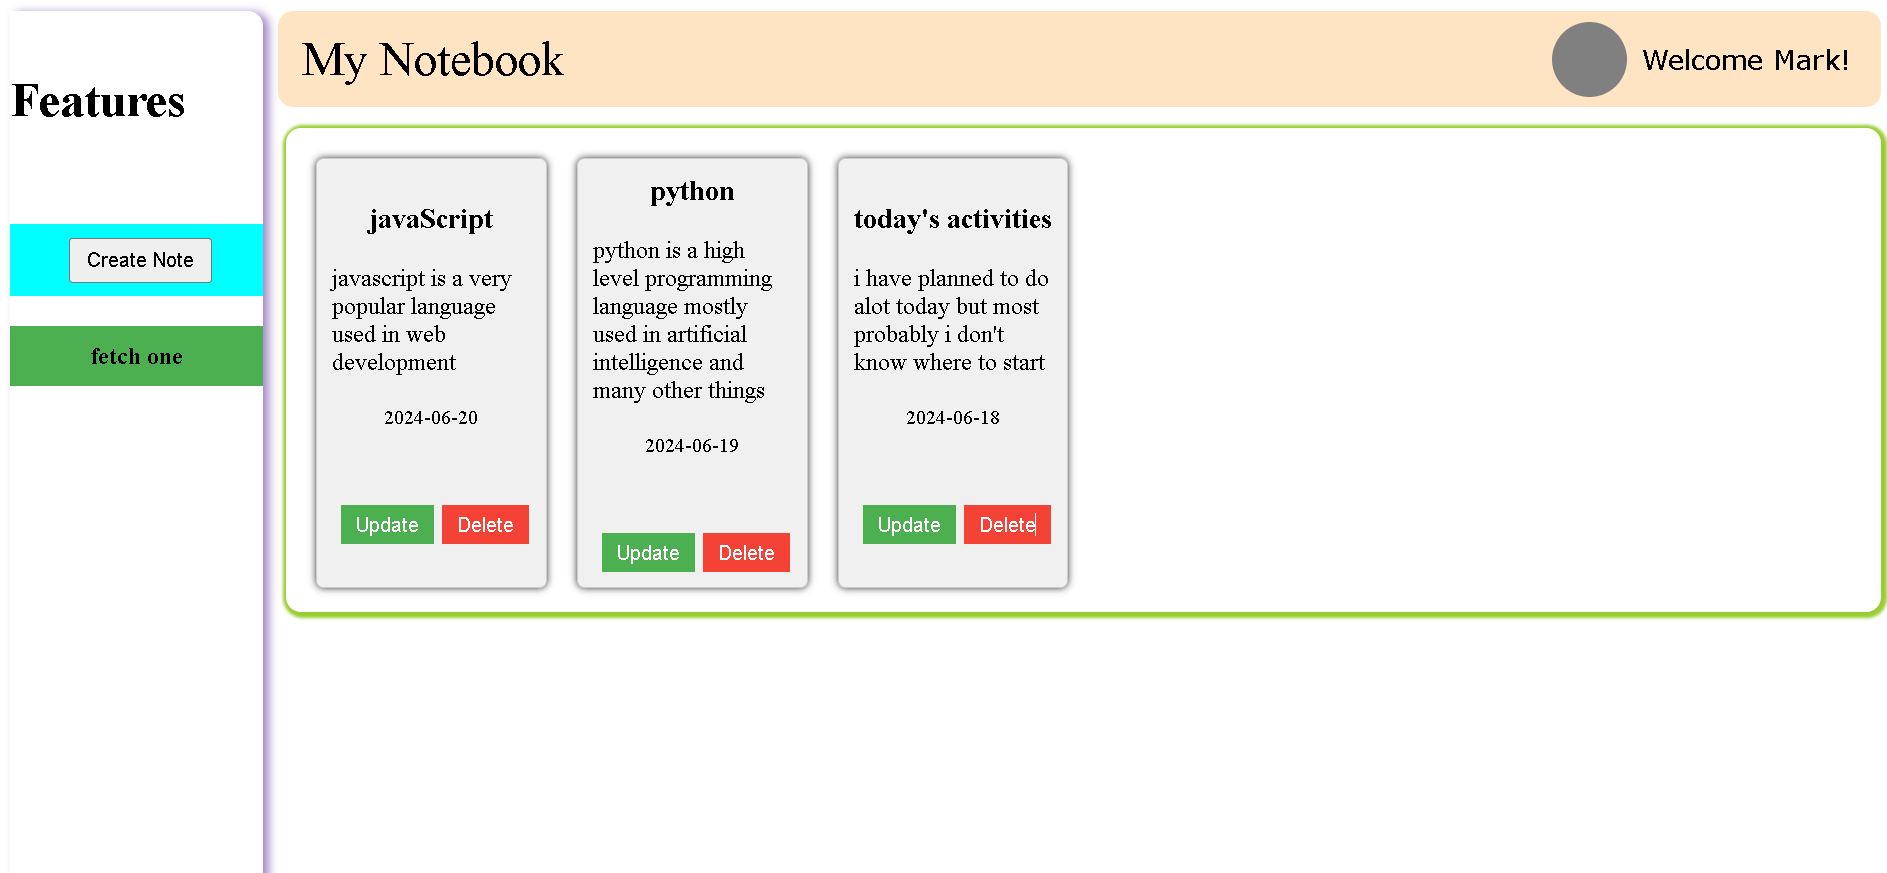 Features
Create Note
fetch one
My Notebook
Welcome Mark!
javaScript
javascript is a very
popular language
used in web
development
2024-06-20
Update
Delete
python
python is a high
level programming
language mostly
used in artificial
intelligence and
many other things
2024-06-19
Update
Delete
today's activities
i have planned to do
alot today but most
probably i don't
know where to start
2024-06-18
Update
Delete